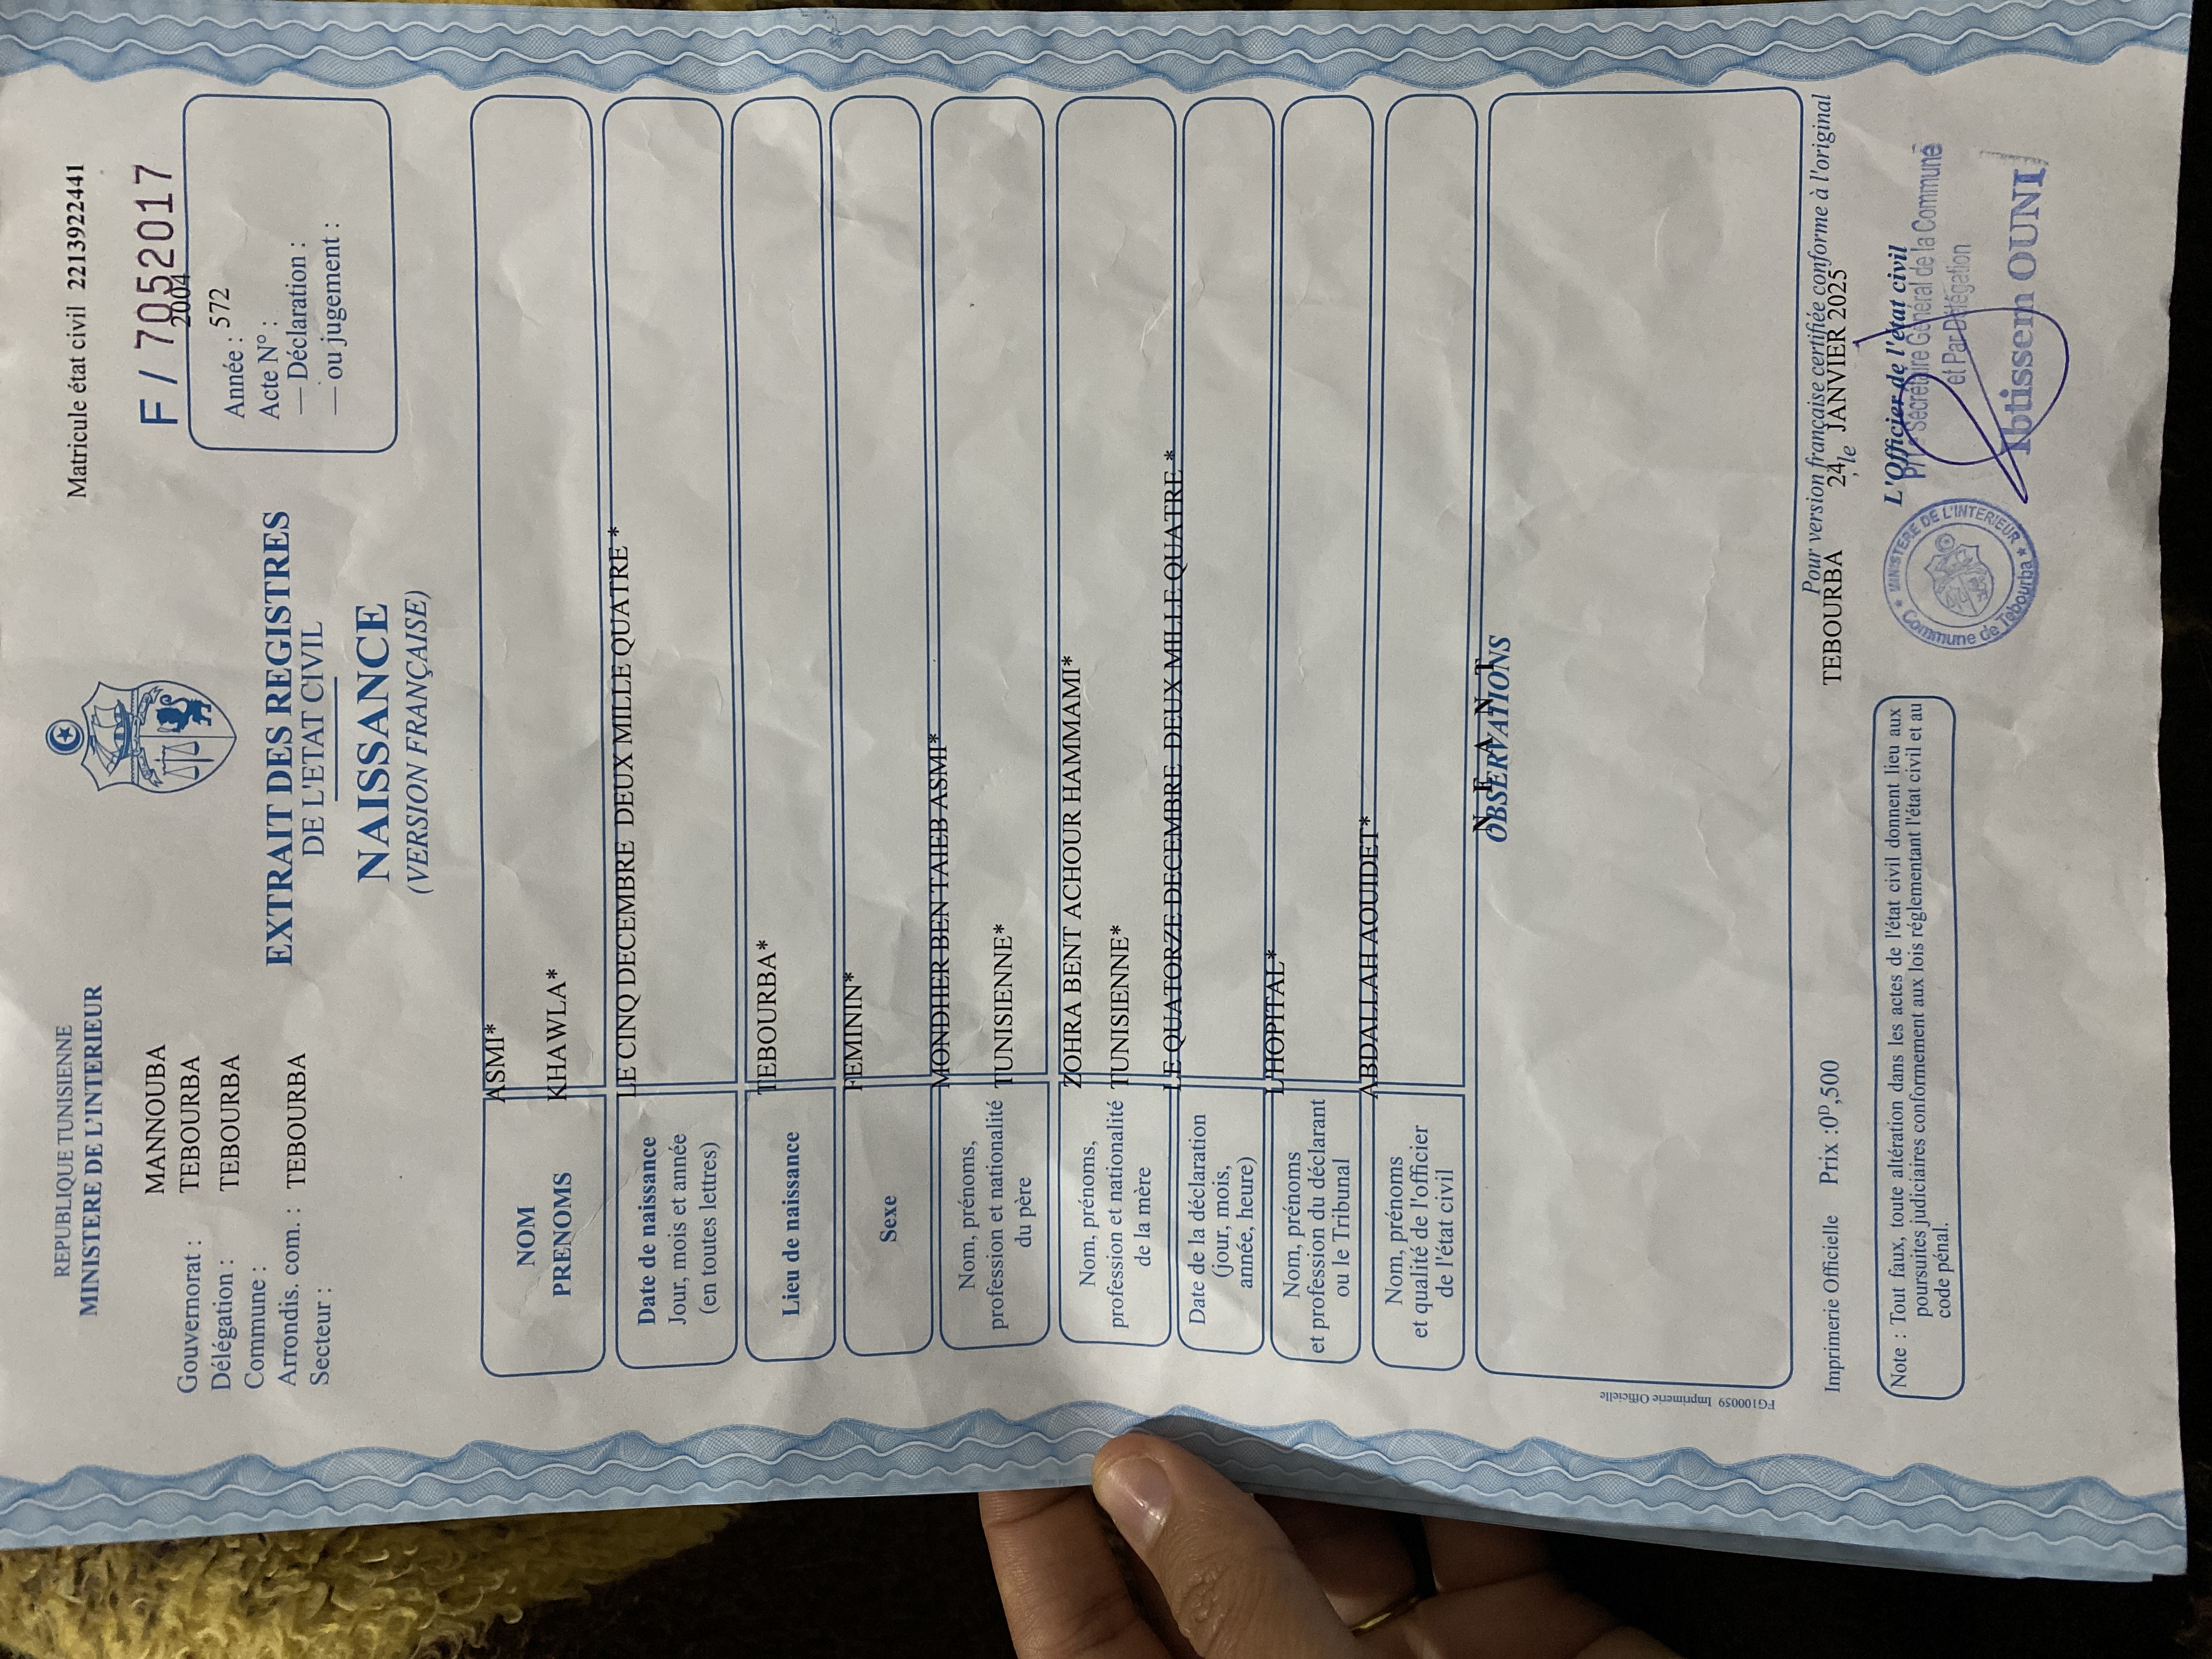 REPUBLIQUE TUNISIENNE
MINISTERE DE L'INTERIEUR
MANNOUBA
Gouvernorat : TEBOURBA
Délégation : TEBOURBA
Commune :
Arrondis. com. : TEBOURBA
Secteur :
Matricule état civil 22139922441
F / 7052017
2004
Année : 572
Acte N° :
— Déclaration :
— ou jugement :
EXTRAIT DES REGISTRES
DE L'ETAT CIVIL
NAISSANCE
(VERSION FRANÇAISE)
NOM
PRENOMS
ASMI*
KHAWLA*
Date de naissance
Jour, mois et année
(en toutes lettres)
LE CINQ DECEMBRE DEUX MILLE QUATRE *
Lieu de naissance
TEBOURBA*
Sexe
FEMININ*
Nom, prénoms,
profession et nationalité
du père
MONDHER BEN TAIEB ASMI*
TUNISIENNE*
Nom, prénoms,
profession et nationalité
de la mère
ZOHRA BENT ACHOUR HAMMAMI*
TUNISIENNE*
Date de la déclaration
(jour, mois,
année, heure)
LE QUATORZE DECEMBRE DEUX MILLE QUATRE *
Nom, prénoms
et profession du déclarant
ou le Tribunal
L'HOPITAL*
Nom, prénoms
et qualité de l'officier
de l'état civil
ABDALLAH AOUIDET*
N E A N T
OBSERVATIONS
FG100059 Imprimerie Officielle
Imprimerie Officielle Prix :0ᴰ,500
Note : Tout faux, toute altération dans les actes de l'état civil donnent lieu aux
poursuites judiciaires conformement aux lois réglementant l'état civil et au
code pénal.
Pour version française certifiée conforme à l'original
TEBOURBA 24 , le JANVIER 2025
L'Officier de l'état civil
Secrétaire Général de la Commune
et Par Délégation
Ibtissem OUNI
MINISTERE DE L'INTERIEUR
Commune de Tebourba